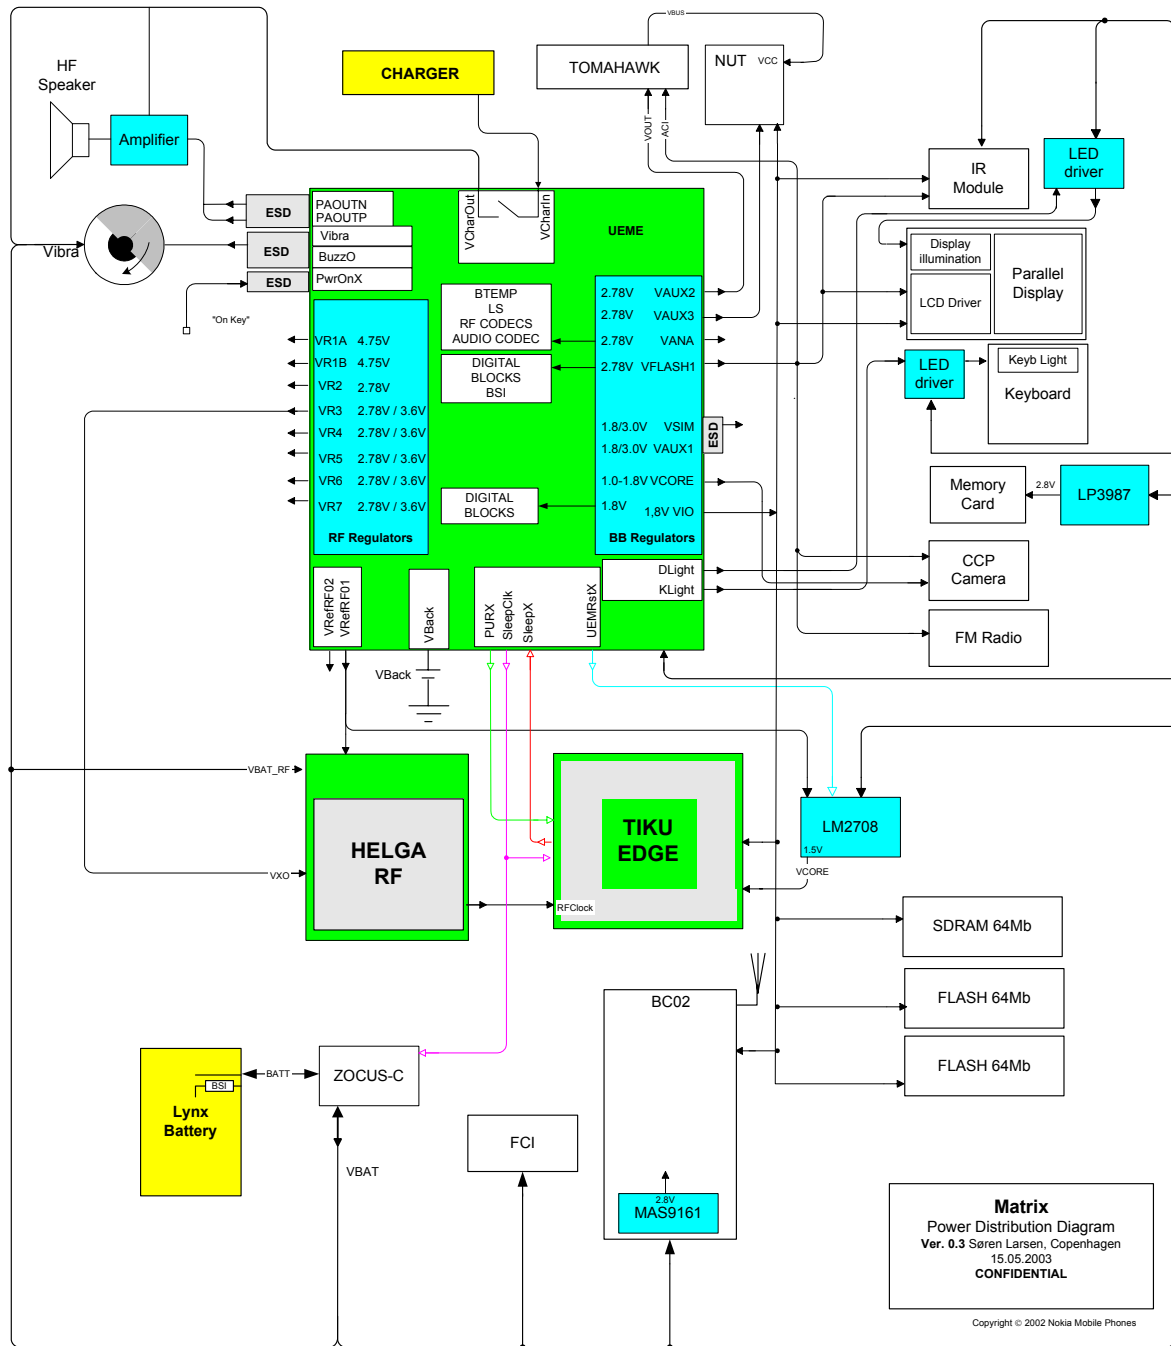 VBUS
HF
Speaker
CHARGER
TOMAHAWK
NUT
VCC
VOUT
ACI
Amplifier
IR
Module
LED
driver
ESD
PAOUTN
PAOUTP
VCharOut
VCharIn
UEME
Vibra
ESD
Vibra
BuzzO
ESD
PwrOnX
"On Key"
Display
illumination
LCD Driver
Parallel
Display
BTEMP
LS
RF CODECS
AUDIO CODEC
2.78V VAUX2
2.78V VAUX3
2.78V VANA
2.78V VFLASH1
DIGITAL
BLOCKS
BSI
VR1A 4.75V
VR1B 4.75V
VR2 2.78V
VR3 2.78V / 3.6V
VR4 2.78V / 3.6V
VR5 2.78V / 3.6V
VR6 2.78V / 3.6V
VR7 2.78V / 3.6V
RF Regulators
LED
driver
Keyb Light
Keyboard
1.8/3.0V VSIM
1.8/3.0V VAUX1
ESD
1.0-1.8V VCORE
1.8V 1,8V VIO
BB Regulators
DIGITAL
BLOCKS
Memory
Card
2.8V
LP3987
CCP
Camera
DLight
KLight
FM Radio
VRefRF02
VRefRF01
VBack
PURX
SleepClk
SleepX
UEMRstX
VBack
VBAT_RF
HELGA
RF
VXO
TIKU
EDGE
RFClock
LM2708
1.5V
VCORE
SDRAM 64Mb
FLASH 64Mb
FLASH 64Mb
BC02
BATT
BSI
Lynx
Battery
ZOCUS-C
VBAT
FCI
2.8V
MAS9161
Matrix
Power Distribution Diagram
Ver. 0.3 Søren Larsen, Copenhagen
15.05.2003
CONFIDENTIAL
Copyright © 2002 Nokia Mobile Phones